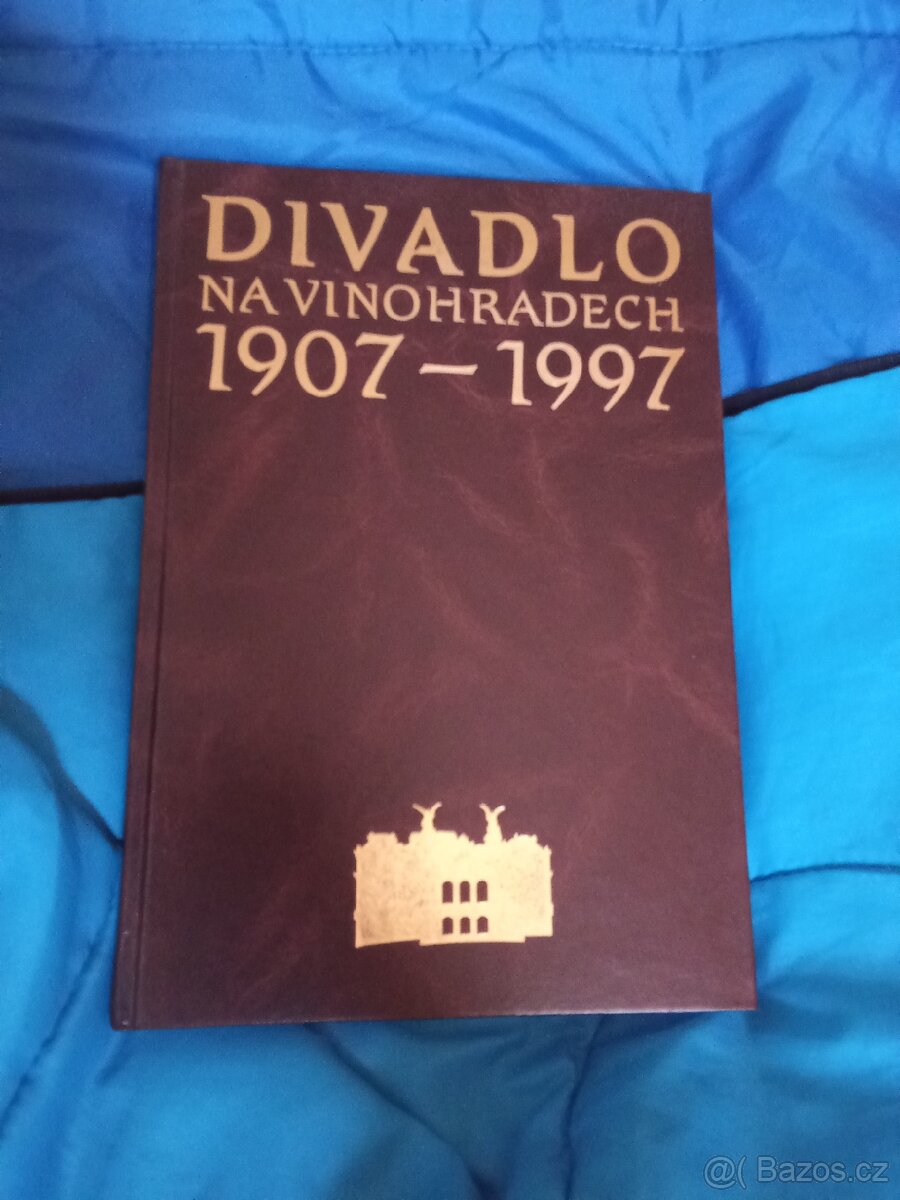 DIVADLO
NA VINOHRADECH
1907 – 1997
@( Bazos.cz